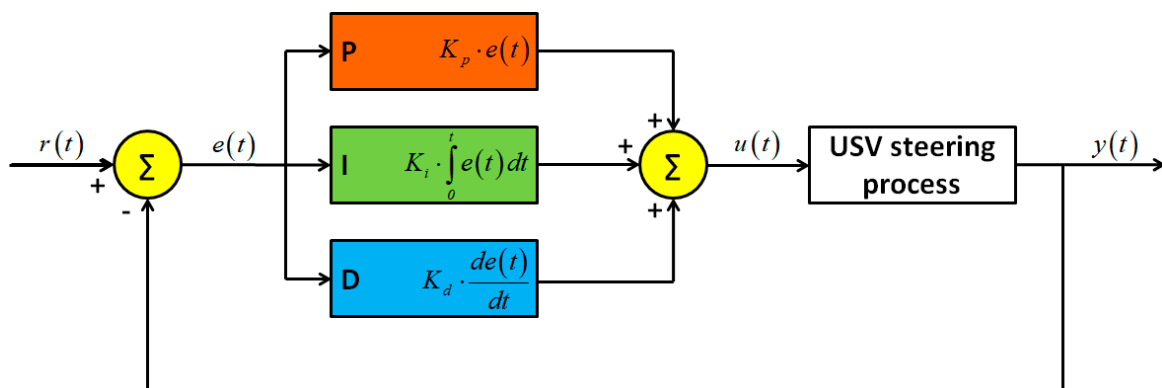 P K_p · e(t)
+
r(t) Σ e(t) I K_i · ∫_0^t e(t) dt + Σ u(t) USV steering
process y(t)
+
-
+
D K_d · de(t)/dt